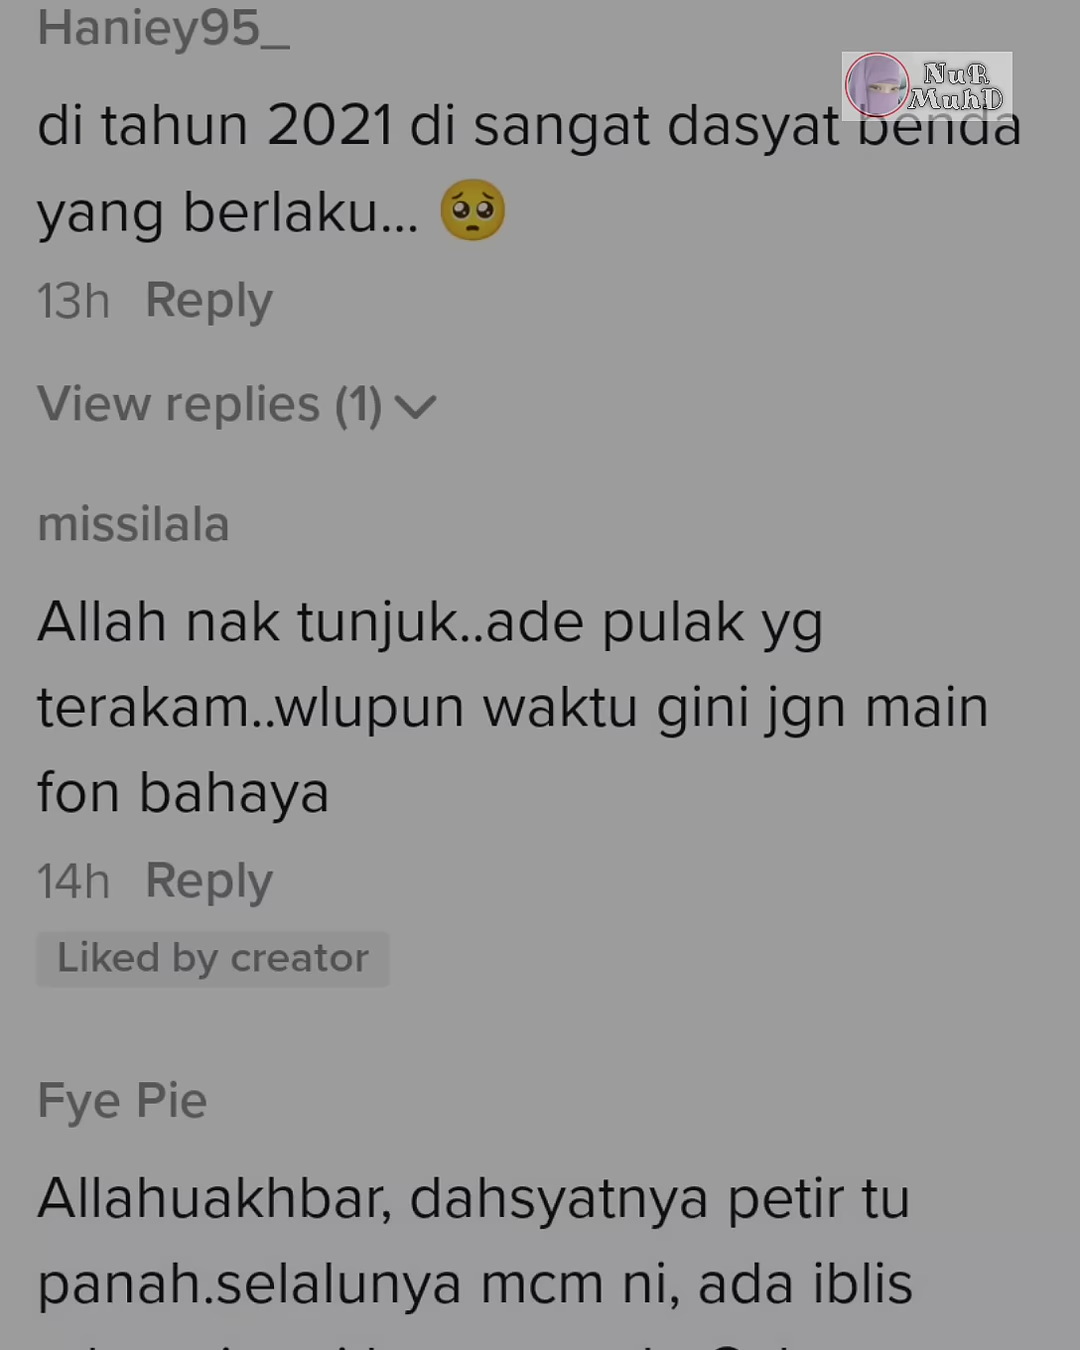 Haniey95_
NuR
MuhD
di tahun 2021 di sangat dasyat benda
yang berlaku... 🥺
13h Reply
View replies (1)
missilala
Allah nak tunjuk..ade pulak yg
terakam..wlupun waktu gini jgn main
fon bahaya
14h Reply
Liked by creator
Fye Pie
Allahuakhbar, dahsyatnya petir tu
panah.selalunya mcm ni, ada iblis